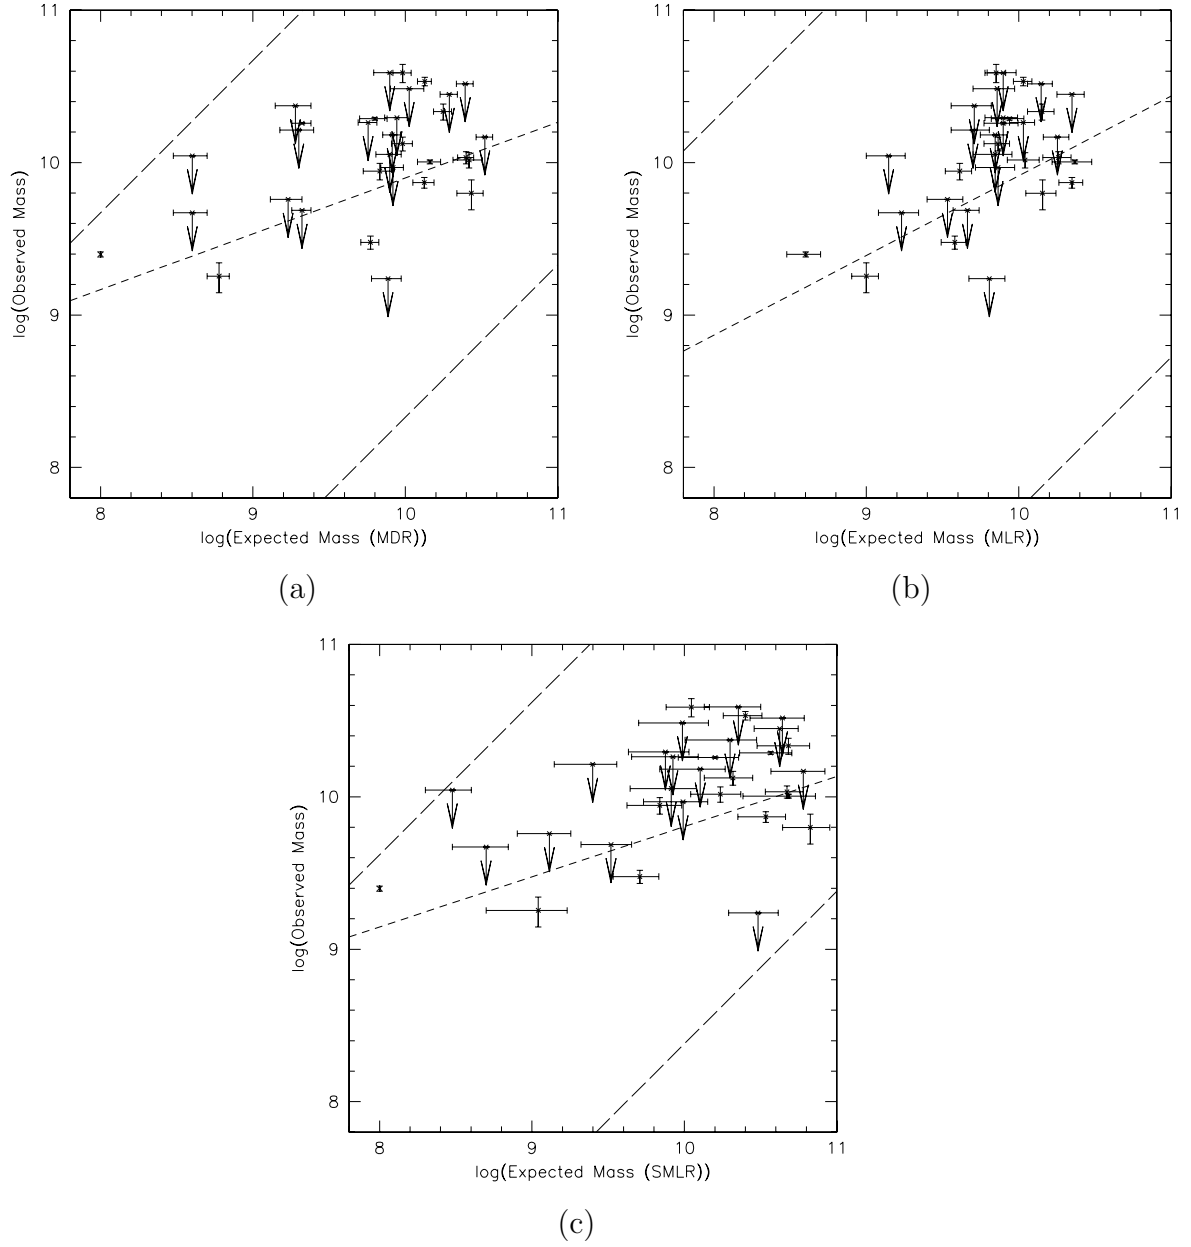 11
10
9
8
log(Observed Mass)
8 9 10 11
log(Expected Mass (MDR))
(a)
11
10
9
8
log(Observed Mass)
8 9 10 11
log(Expected Mass (MLR))
(b)
11
10
9
8
log(Observed Mass)
8 9 10 11
log(Expected Mass (SMLR))
(c)